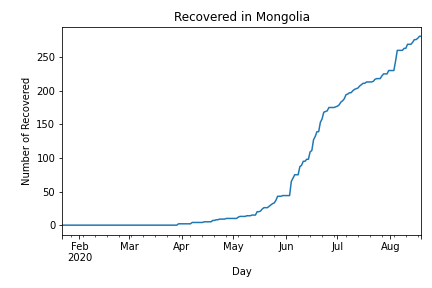 Recovered in Mongolia
Number of Recovered
250
200
150
100
50
0
Feb Mar Apr May Jun Jul Aug
2020
Day